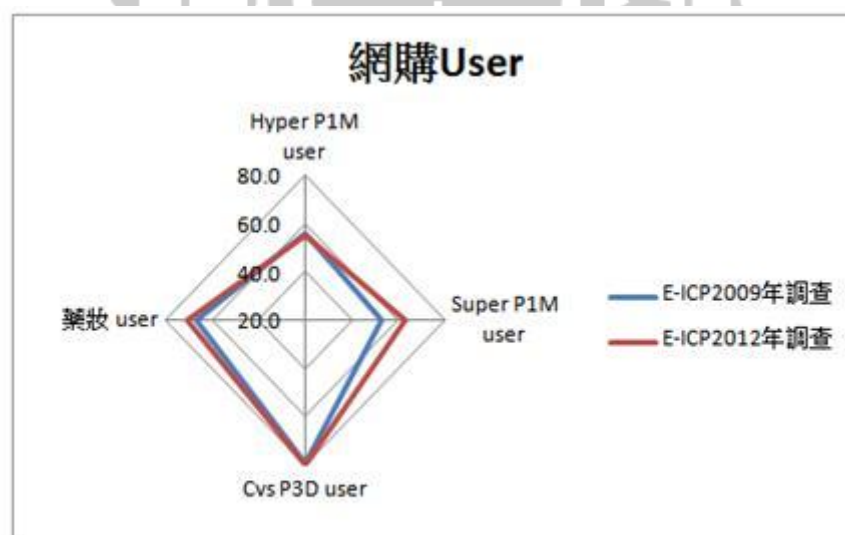 網購User
Hyper P1M
user
80.0
60.0
40.0
20.0
藥妝 user
Super P1M
user
Cvs P3D user
E-ICP2009年調查
E-ICP2012年調查